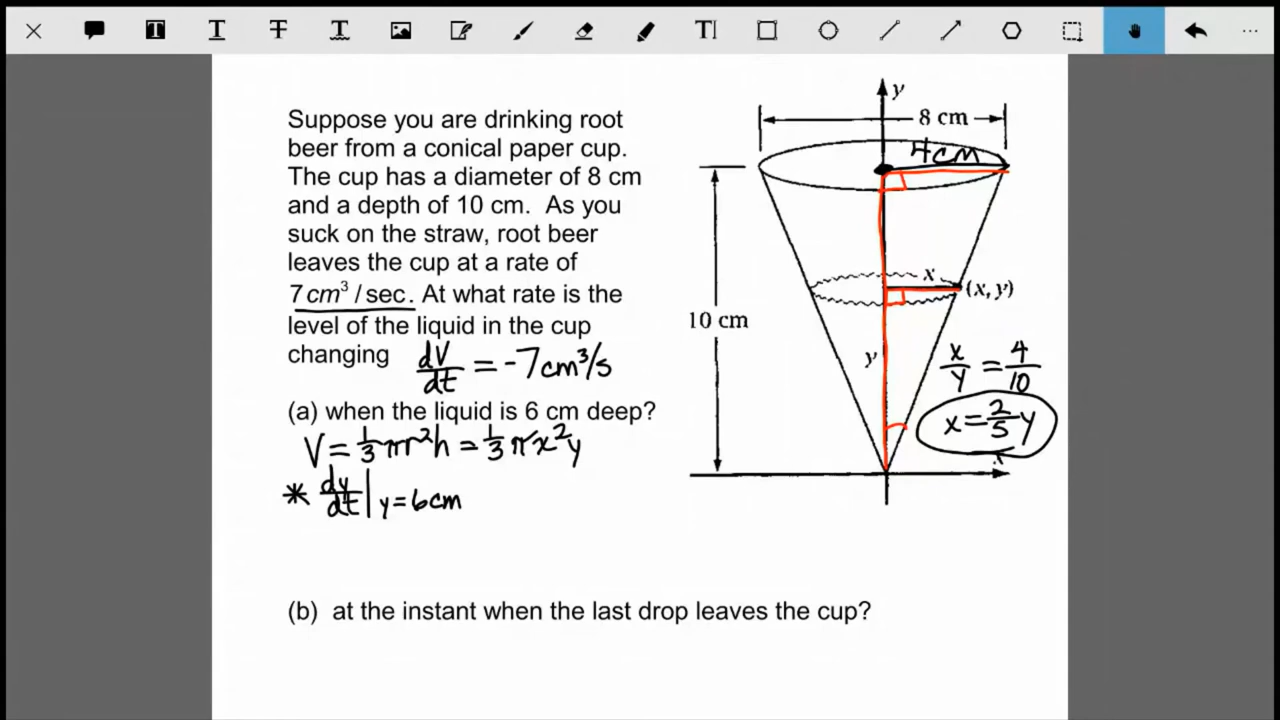 Suppose you are drinking root
beer from a conical paper cup.
The cup has a diameter of 8 cm
and a depth of 10 cm. As you
suck on the straw, root beer
leaves the cup at a rate of
7 cm³ / sec. At what rate is the
level of the liquid in the cup
changing
dV/dt = -7cm³/s
(a) when the liquid is 6 cm deep?
V = 1/3 πr²h = 1/3 πx²y
* dy/dt | y=6cm
(b) at the instant when the last drop leaves the cup?
y
8 cm
4cm
x
(x, y)
10 cm
y
x/y = 4/10
x = 2/5 y
x